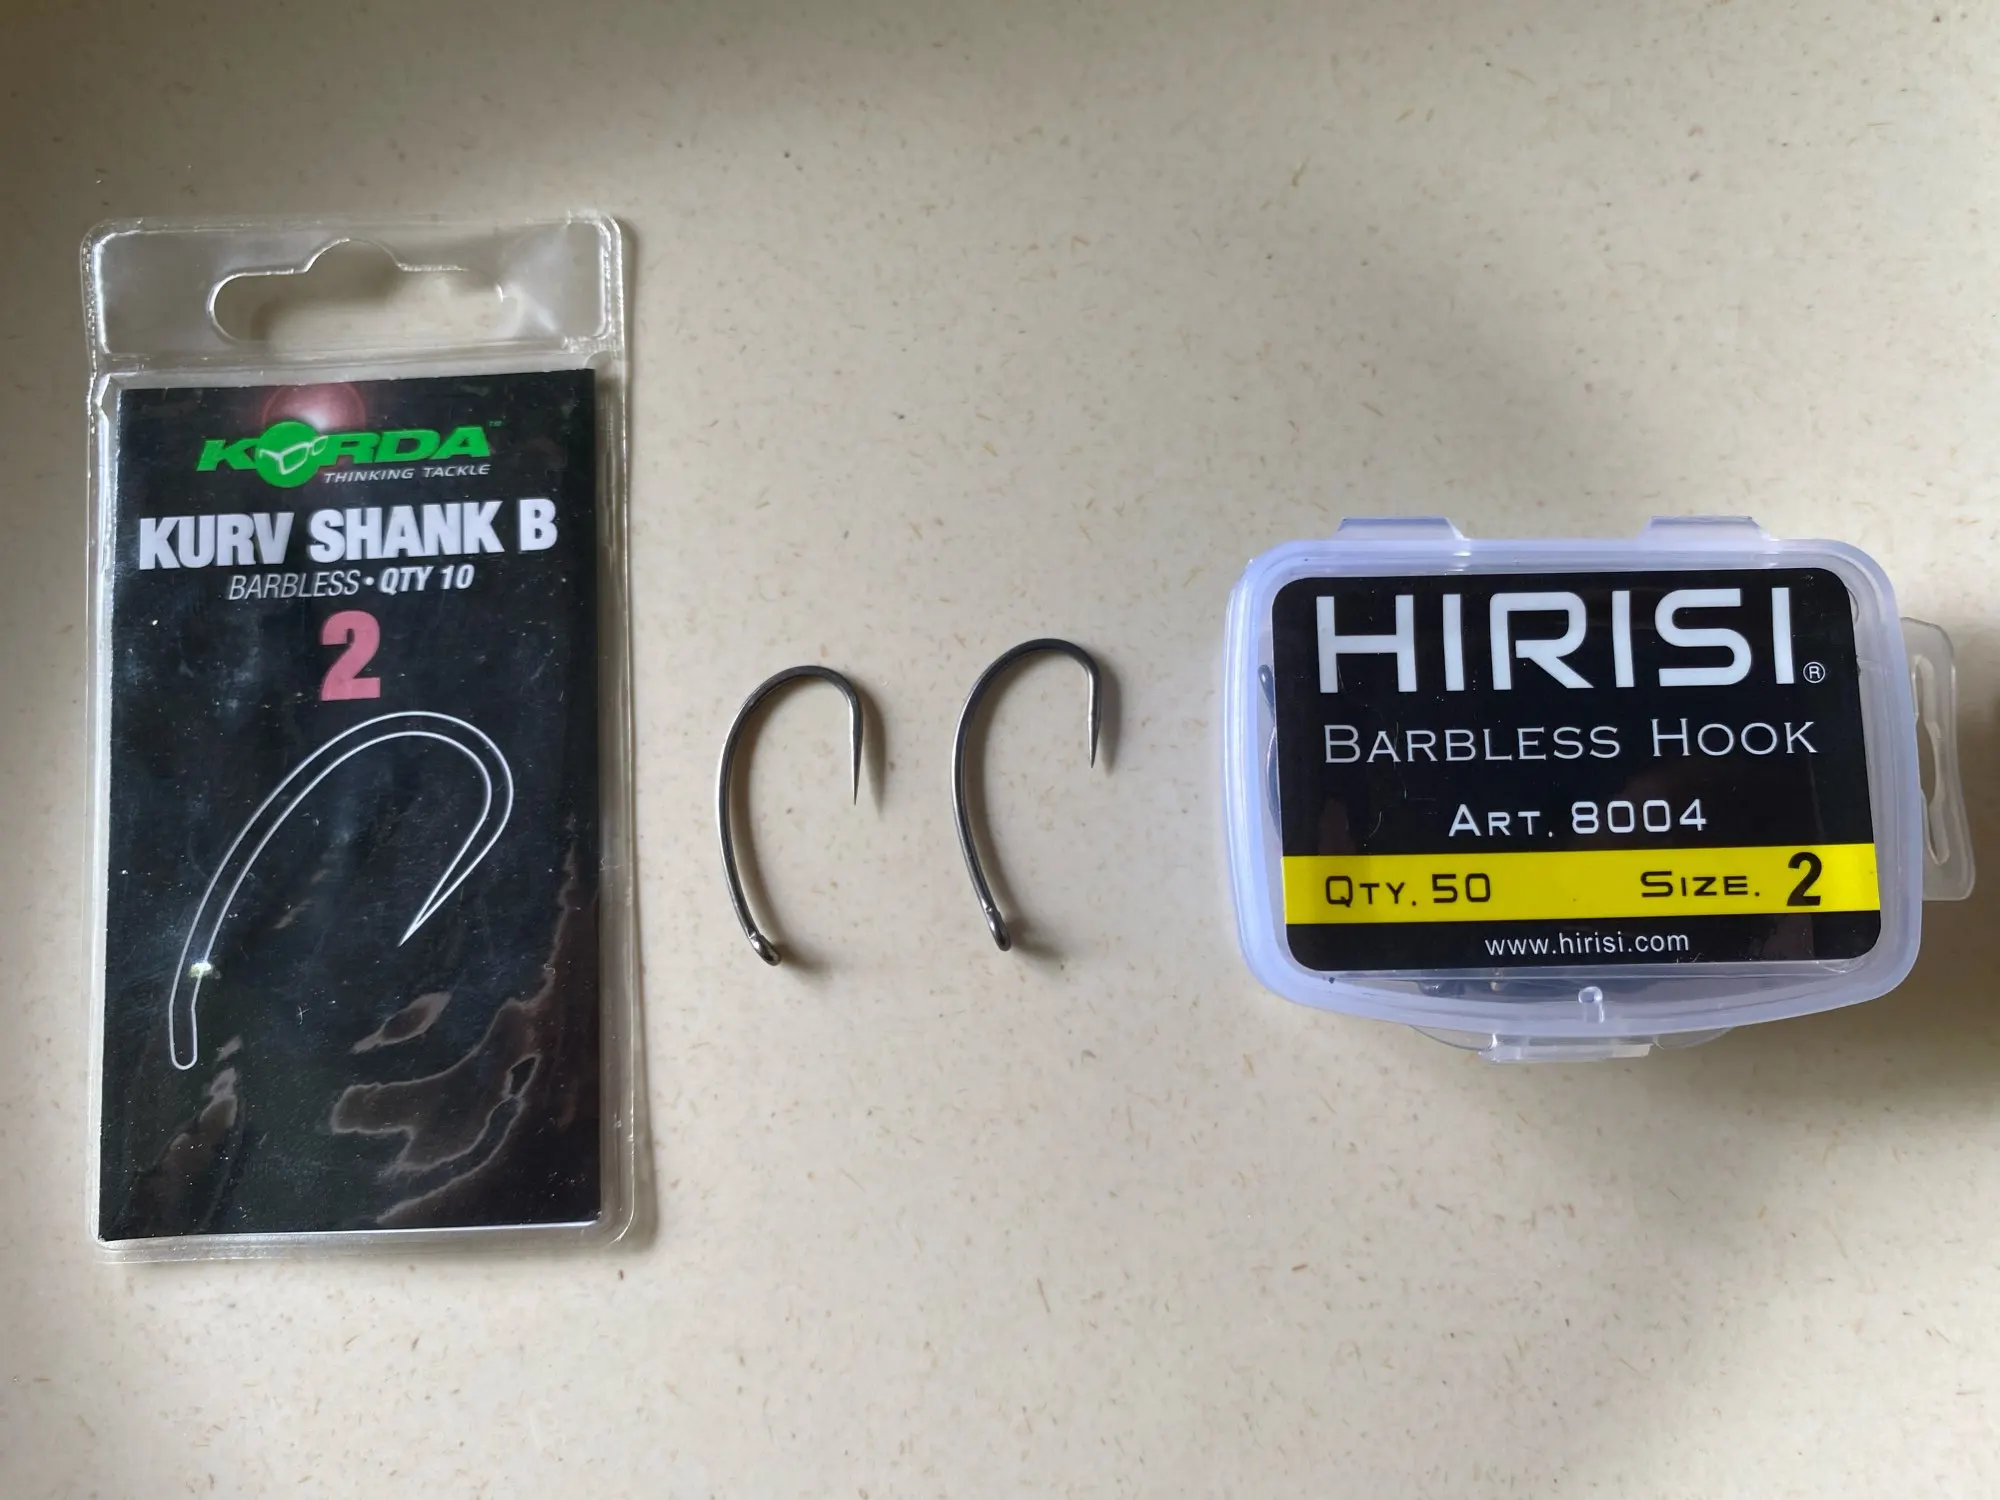 KORDA™
THINKING TACKLE
KURV SHANK B
BARBLESS • QTY 10
2
HIRISI®
BARBLESS HOOK
ART. 8004
QTY. 50 SIZE. 2
www.hirisi.com